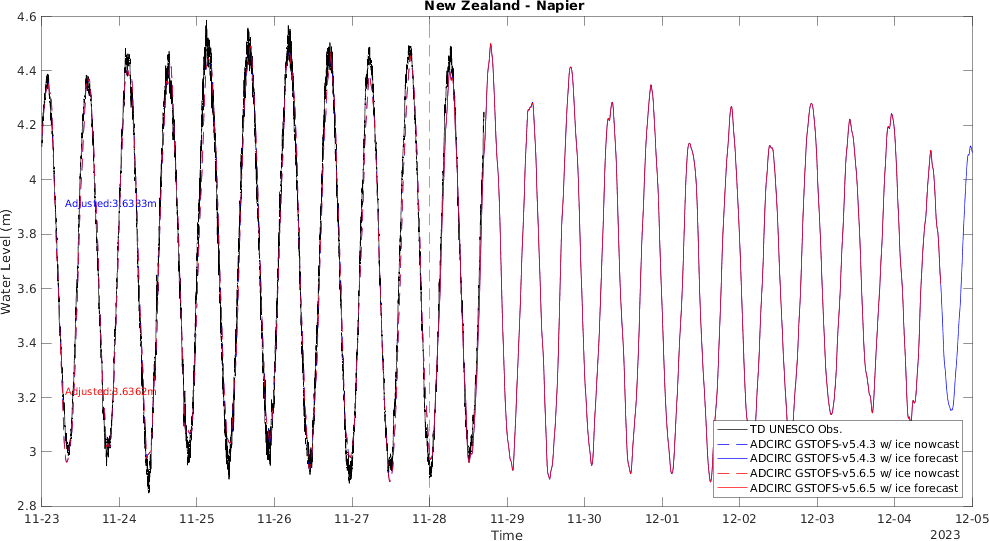 New Zealand - Napier
4.6
4.4
4.2
4
3.8
3.6
3.4
3.2
3
2.8
Water Level (m)
Adjusted:3.6333m
Adjusted:3.6362m
TD UNESCO Obs.
ADCIRC GSTOFS-v5.4.3 w/ ice nowcast
ADCIRC GSTOFS-v5.4.3 w/ ice forecast
ADCIRC GSTOFS-v5.6.5 w/ ice nowcast
ADCIRC GSTOFS-v5.6.5 w/ ice forecast
11-23 11-24 11-25 11-26 11-27 11-28 11-29 11-30 12-01 12-02 12-03 12-04 12-05
Time
2023